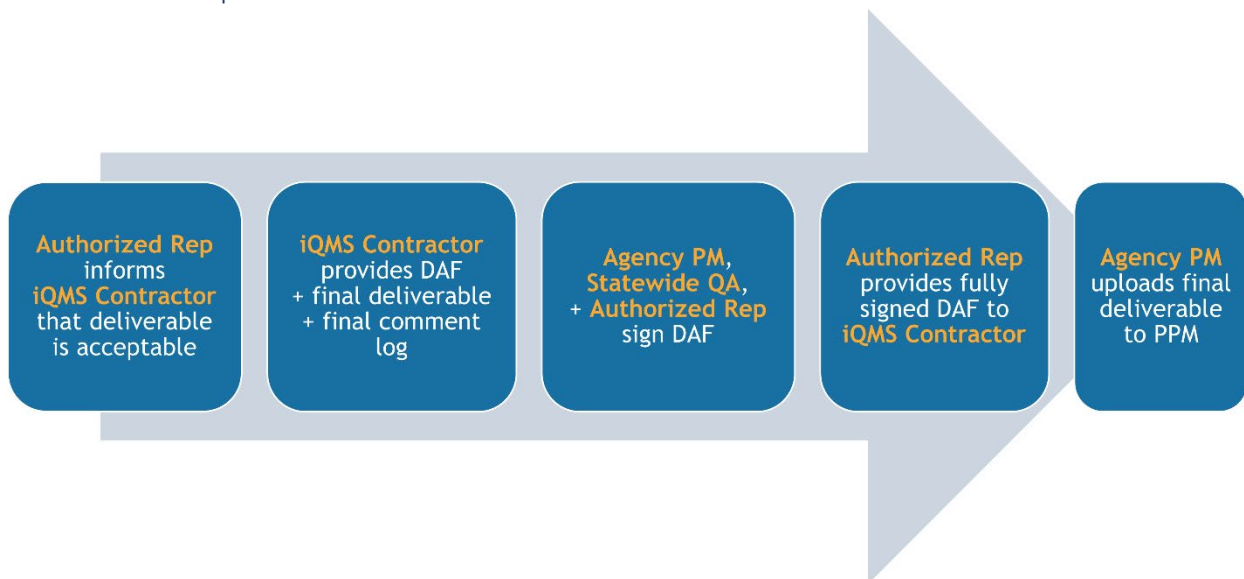 Authorized Rep
informs
iQMS Contractor
that deliverable
is acceptable
iQMS Contractor
provides DAF
+ final deliverable
+ final comment
log
Agency PM,
Statewide QA,
+ Authorized Rep
sign DAF
Authorized Rep
provides fully
signed DAF to
iQMS Contractor
Agency PM
uploads final
deliverable
to PPM